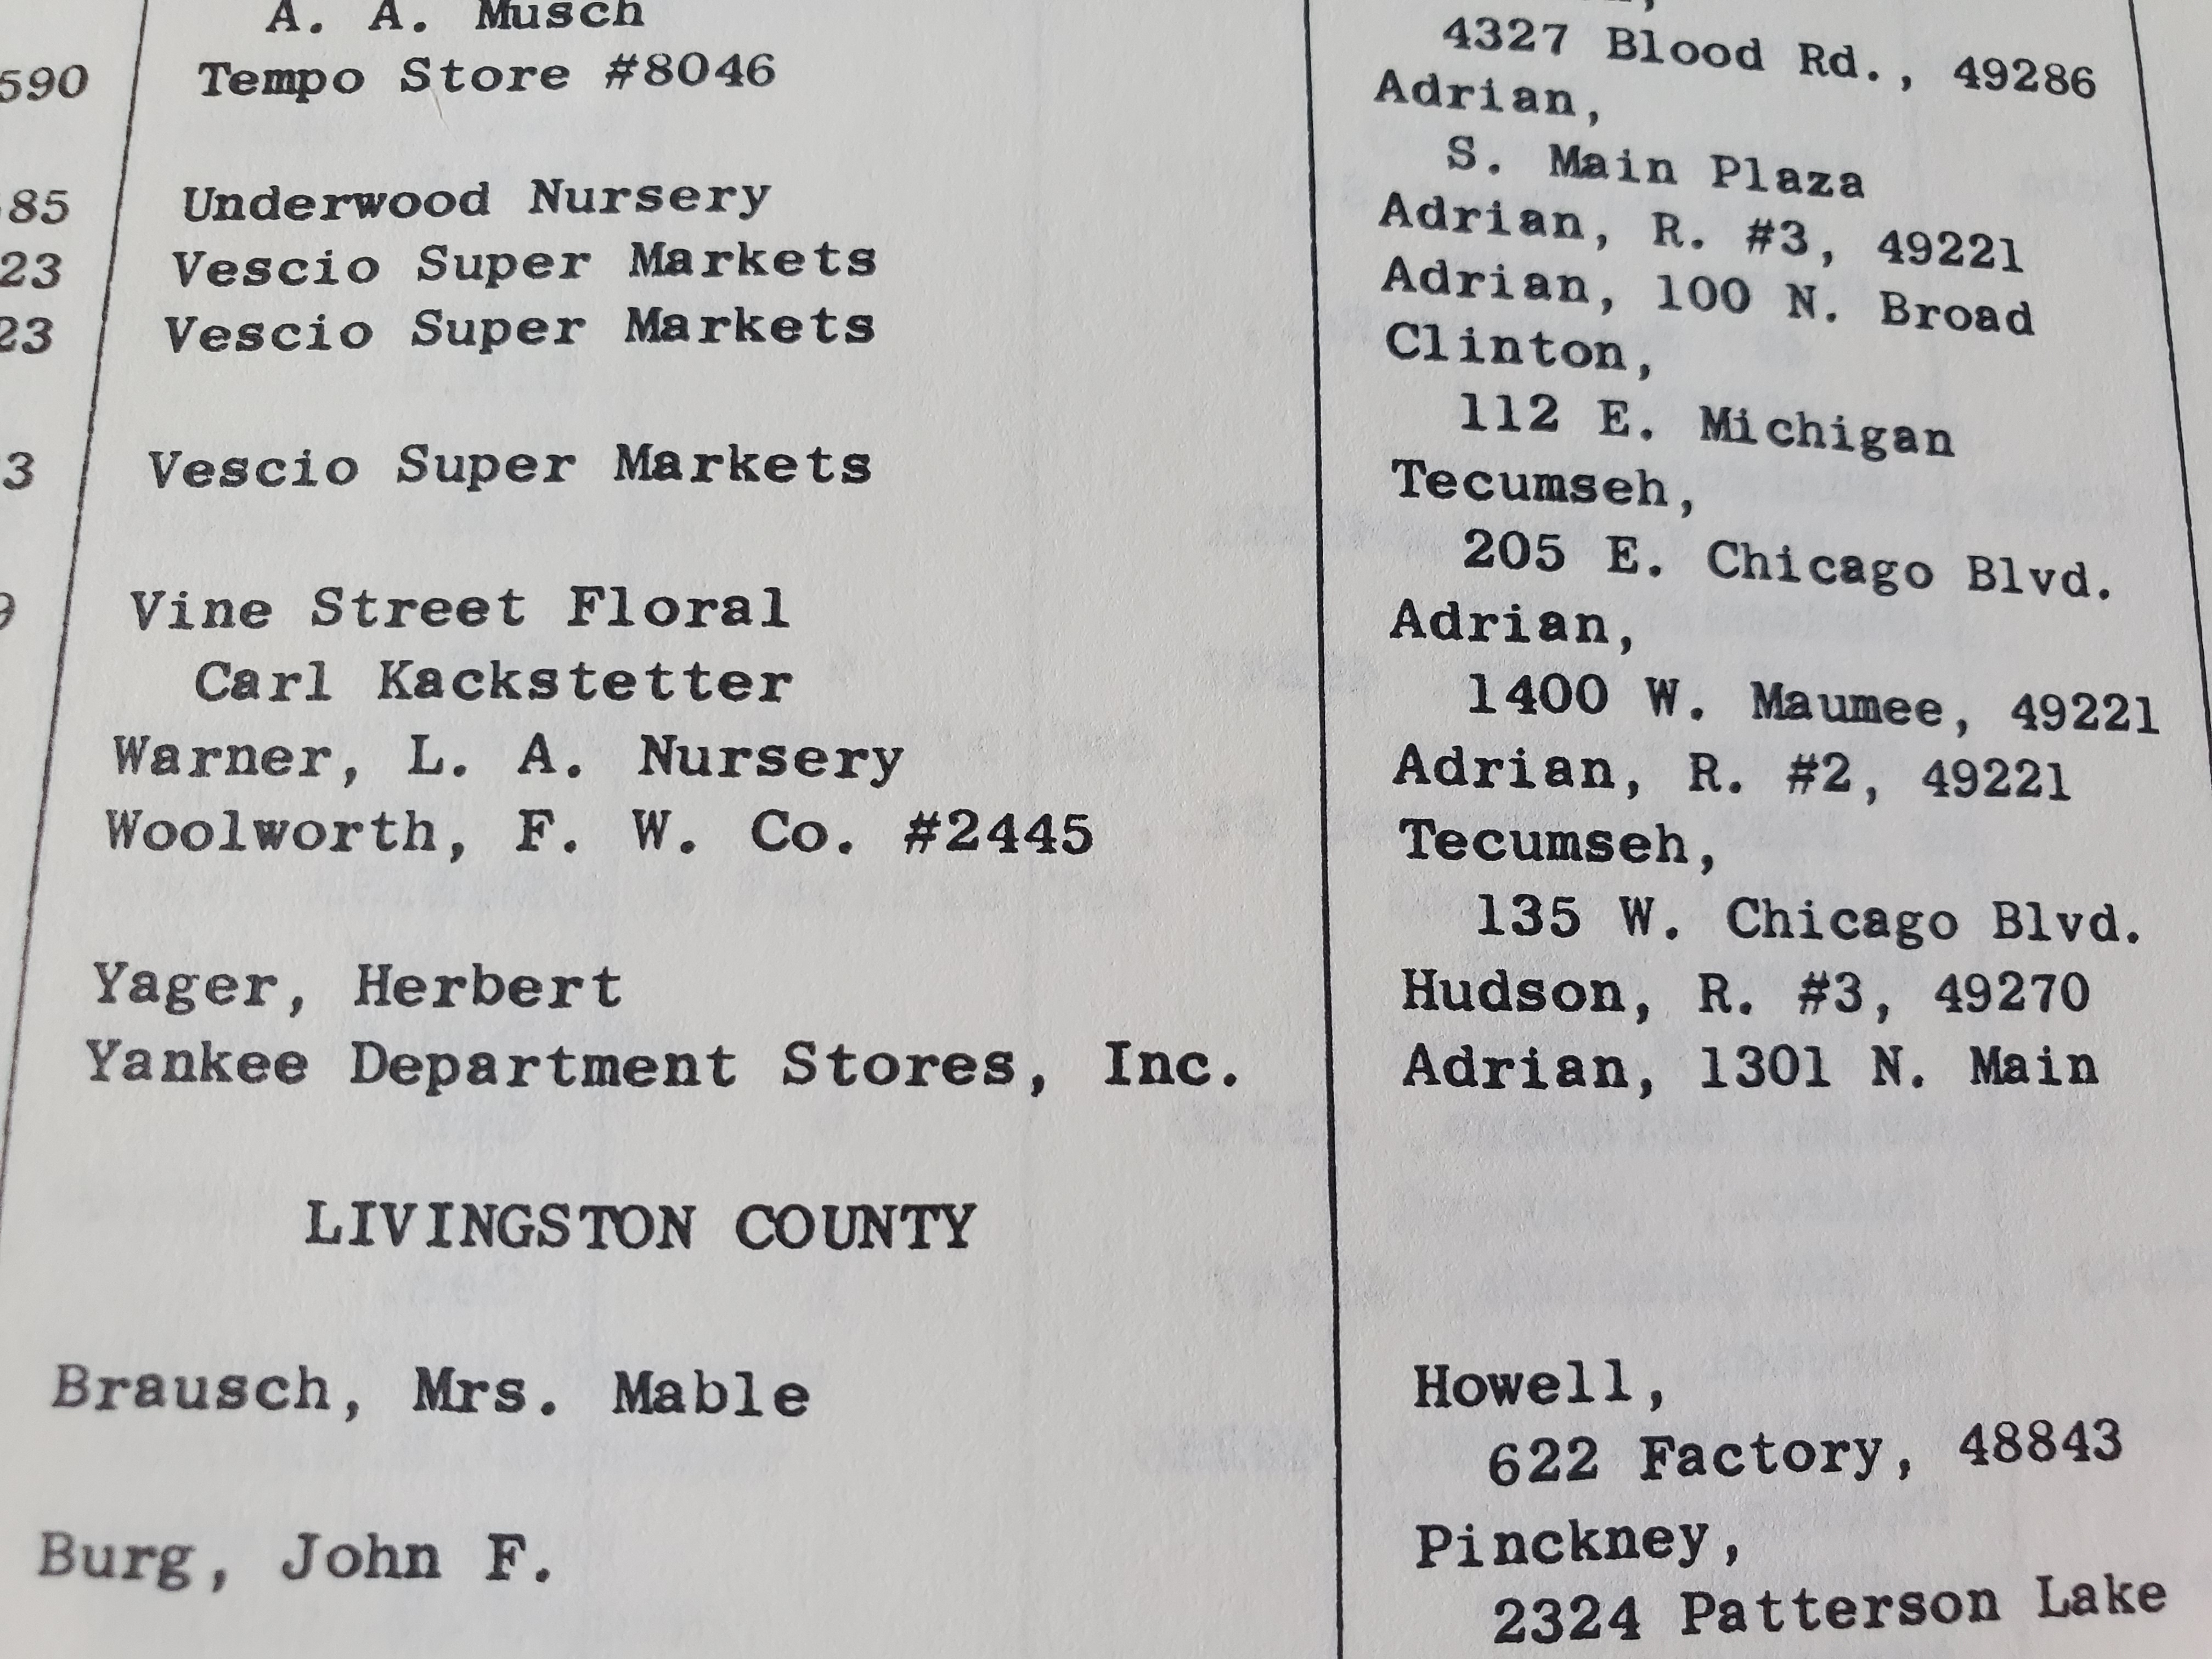 A. A. Musch
4327 Blood Rd., 49286
590 Tempo Store #8046 Adrian,
S. Main Plaza
85 Underwood Nursery Adrian, R. #3, 49221
23 Vescio Super Markets Adrian, 100 N. Broad
23 Vescio Super Markets Clinton,
112 E. Michigan
3 Vescio Super Markets Tecumseh,
205 E. Chicago Blvd.
9 Vine Street Floral Adrian,
Carl Kackstetter 1400 W. Maumee, 49221
Warner, L. A. Nursery Adrian, R. #2, 49221
Woolworth, F. W. Co. #2445 Tecumseh,
135 W. Chicago Blvd.
Yager, Herbert Hudson, R. #3, 49270
Yankee Department Stores, Inc. Adrian, 1301 N. Main
LIVINGSTON COUNTY
Brausch, Mrs. Mable Howell,
622 Factory, 48843
Burg, John F. Pinckney,
2324 Patterson Lake